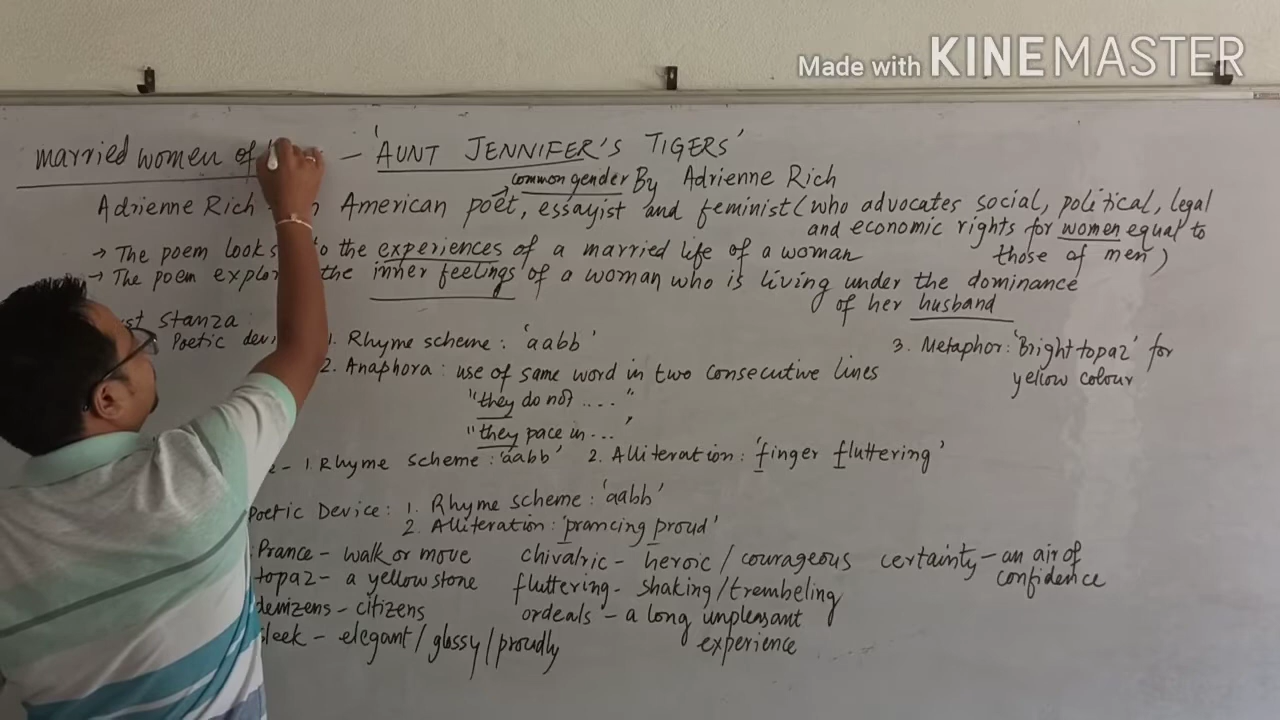 Made with KINEMASTER
married women of
— 'AUNT JENNIFER'S TIGERS'
common gender By Adrienne Rich
Adrienne Rich American poet, essayist and feminist (who advocates social, political, legal
and economic rights for women equal to
those of men)
→ The poem looks to the experiences of a married life of a woman
→ The poem explor the inner feelings of a woman who is living under the dominance
of her husband
st stanza
Poetic devi 1. Rhyme scheme: 'aabb'
2. Anaphora: use of same word in two consecutive lines
"they do not ...."
"they pace in..."
3. Metaphor: 'Bright topaz' for
yellow colour
- 1. Rhyme scheme: 'aabb' 2. Alliteration: 'finger fluttering'
Poetic Device: 1. Rhyme scheme: 'aabb'
2. Alliteration: 'prancing proud'
Prance - walk or move chivalric - heroic / courageous certainty - an air of
confidence
topaz - a yellow stone fluttering - shaking/trembeling
denizens - citizens ordeals - a long unpleasant
experience
sleek - elegant / glossy / proudly